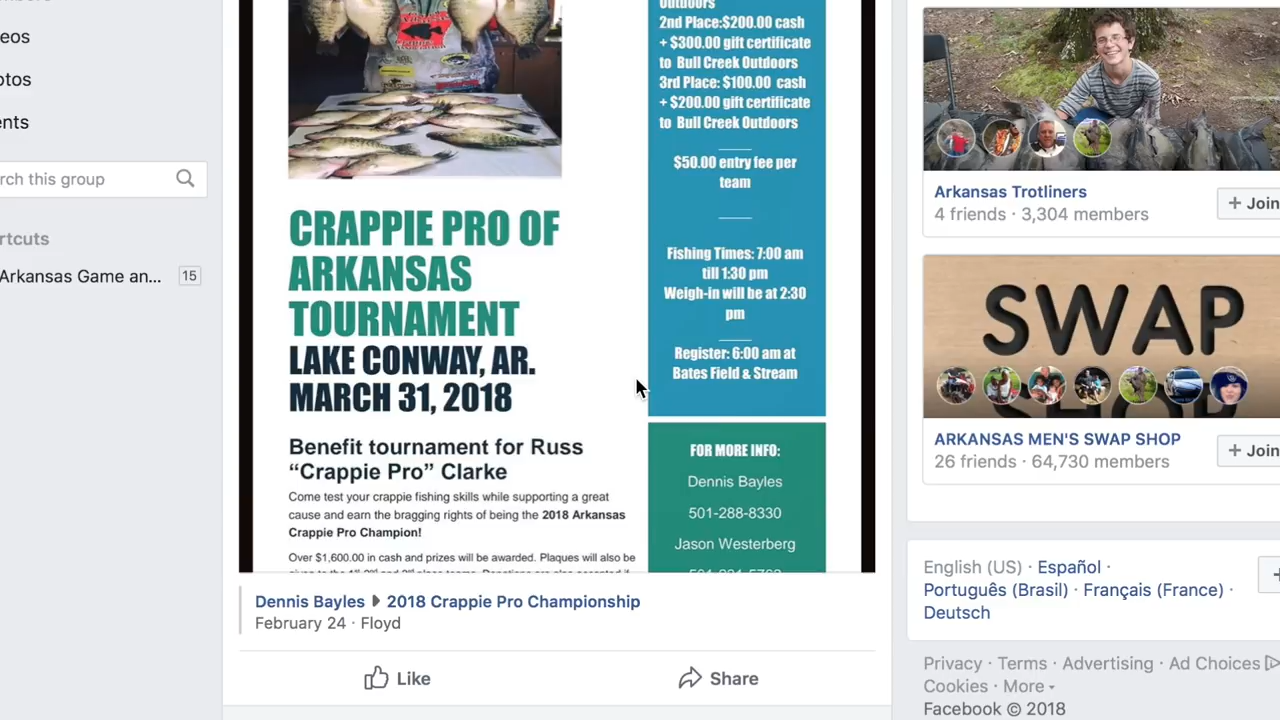 eos
otos
ents
rch this group
rtcuts
Arkansas Game an...
15
CRAPPIE PRO OF
ARKANSAS
TOURNAMENT
LAKE CONWAY, AR.
MARCH 31, 2018
Benefit tournament for Russ
“Crappie Pro” Clarke
Come test your crappie fishing skills while supporting a great
cause and earn the bragging rights of being the 2018 Arkansas
Crappie Pro Champion!
Over $1,600.00 in cash and prizes will be awarded. Plaques will also be
Outdoors
2nd Place:$200.00 cash
+ $300.00 gift certificate
to Bull Creek Outdoors
3rd Place: $100.00 cash
+ $200.00 gift certificate
to Bull Creek Outdoors
$50.00 entry fee per
team
Fishing Times: 7:00 am
till 1:30 pm
Weigh-in will be at 2:30
pm
Register: 6:00 am at
Bates Field & Stream
FOR MORE INFO:
Dennis Bayles
501-288-8330
Jason Westerberg
Dennis Bayles 2018 Crappie Pro Championship
February 24 · Floyd
Like
Share
Arkansas Trotliners
4 friends · 3,304 members
+ Join
SWAP
SHOP
ARKANSAS MEN'S SWAP SHOP
26 friends · 64,730 members
+ Join
English (US) · Español ·
Português (Brasil) · Français (France) ·
Deutsch
+
Privacy · Terms · Advertising · Ad Choices
Cookies · More
Facebook © 2018